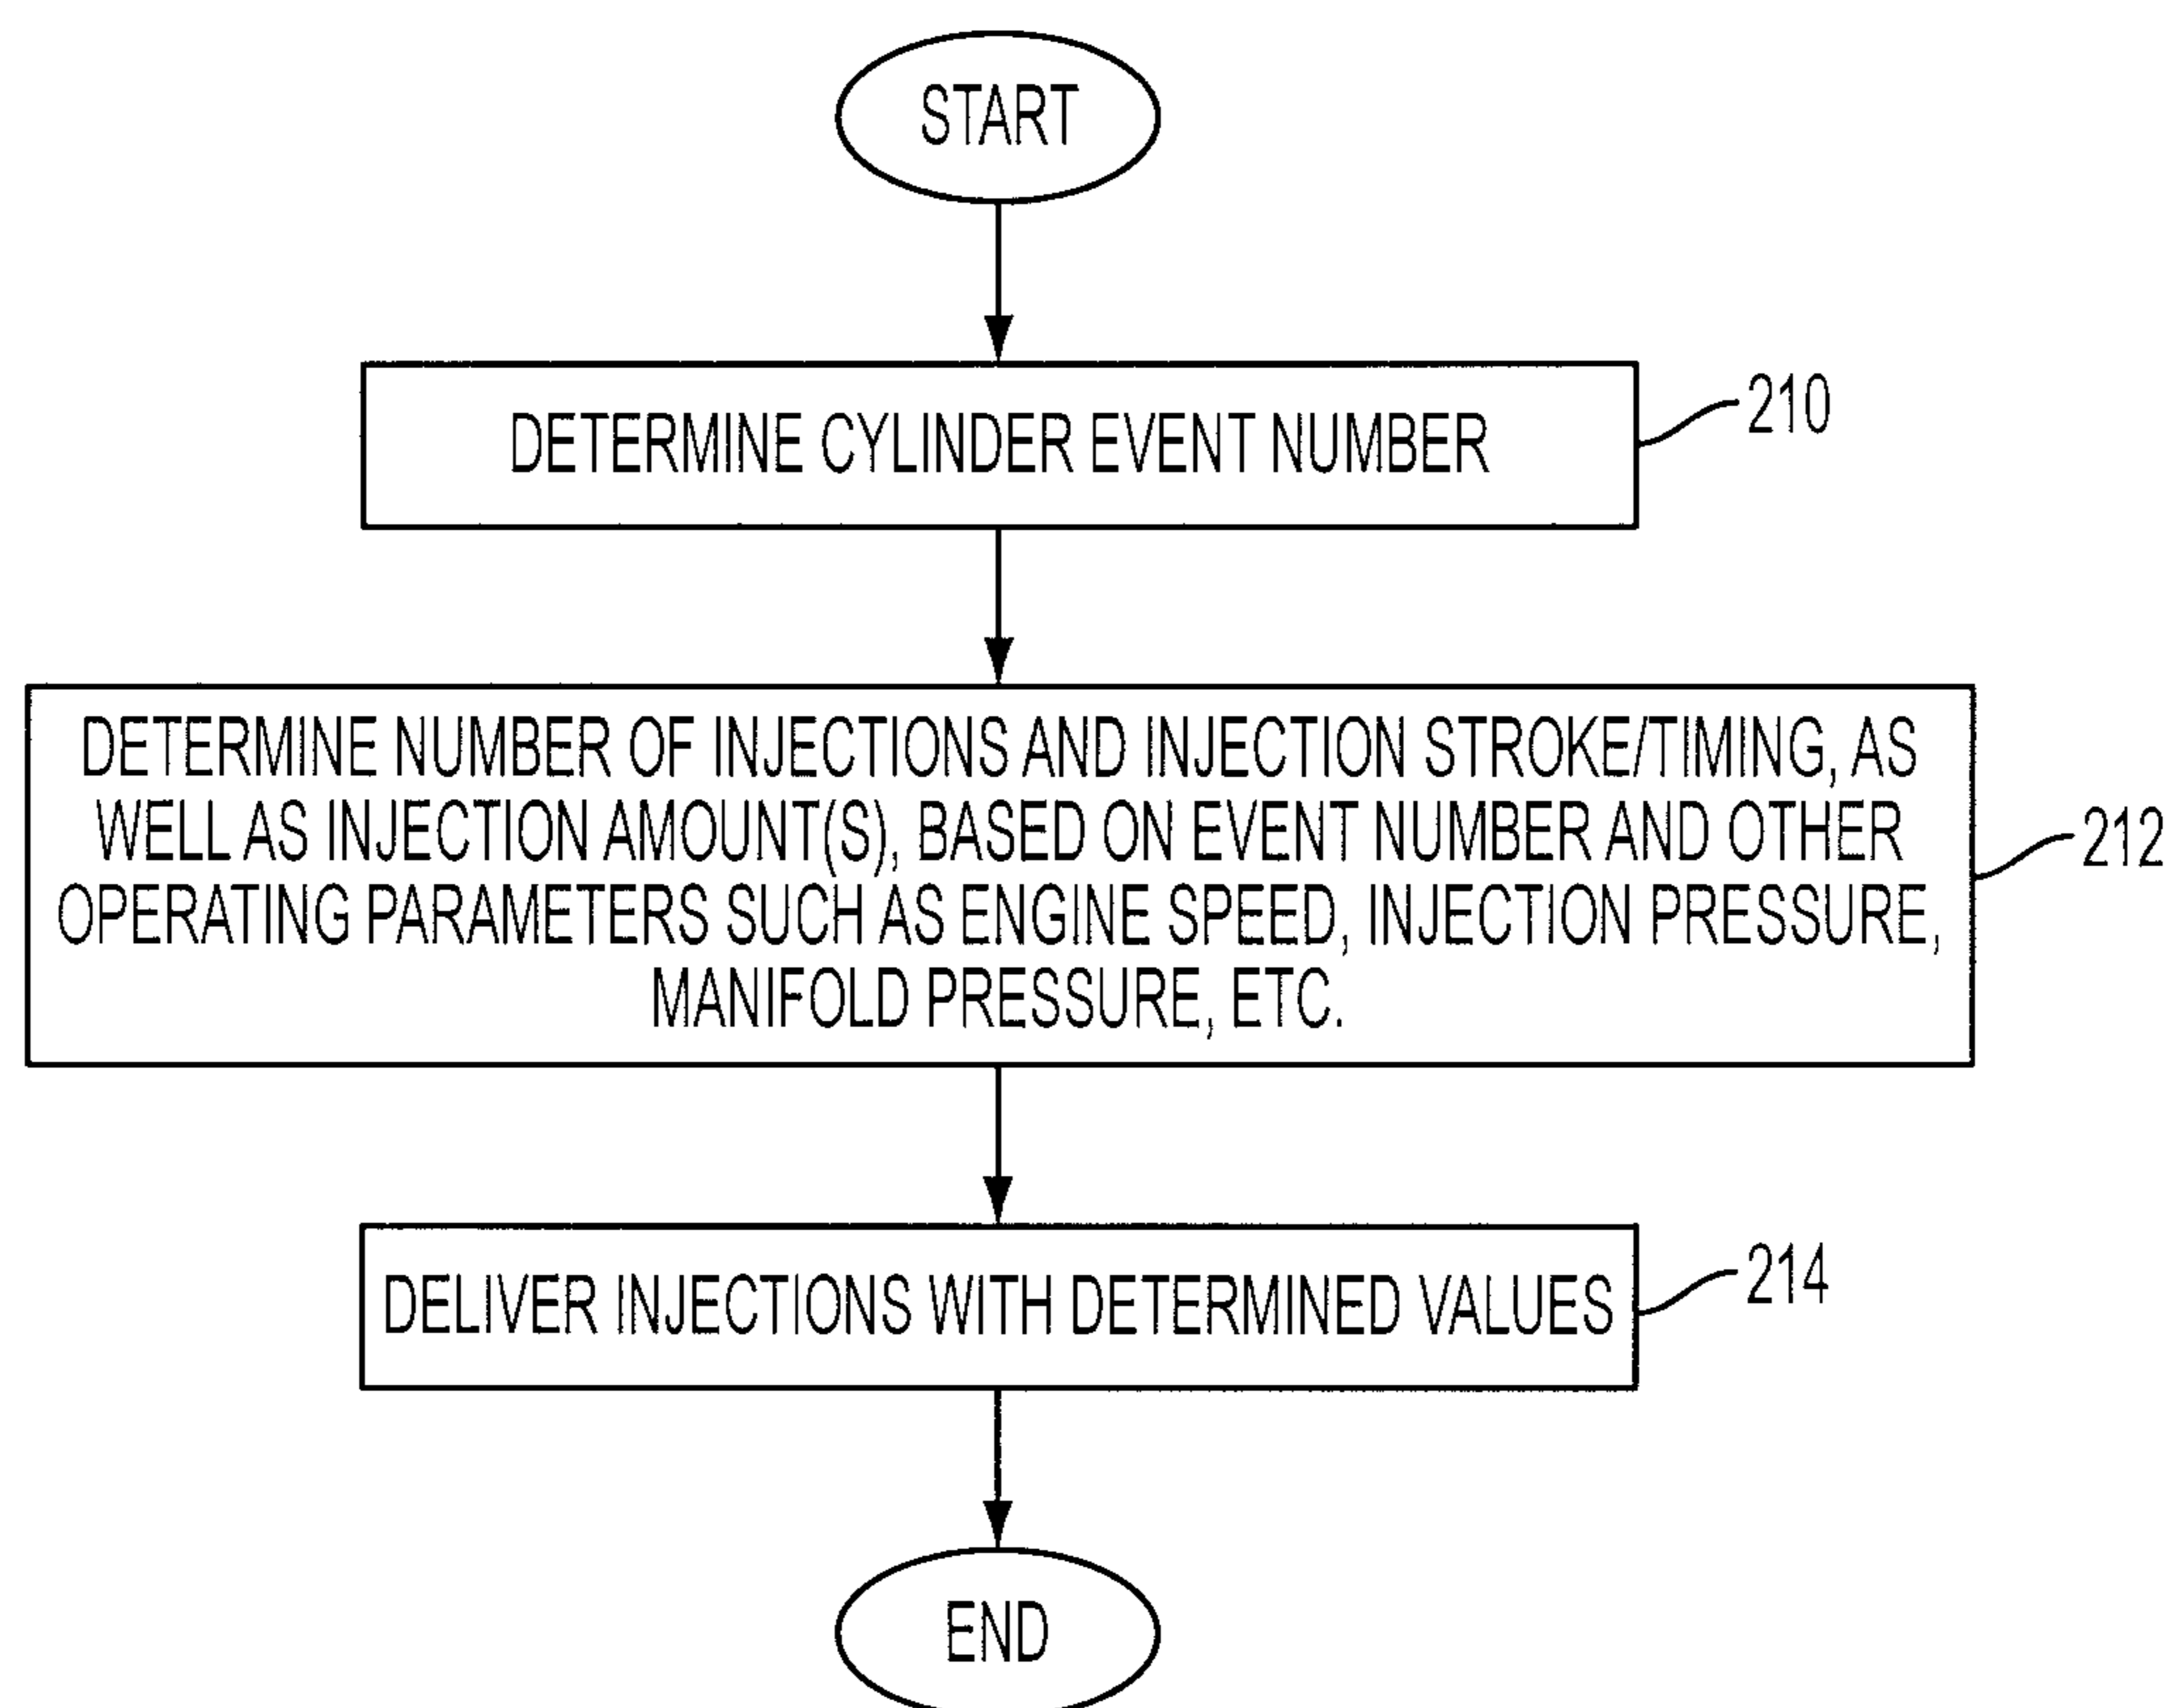 START
DETERMINE CYLINDER EVENT NUMBER
210
DETERMINE NUMBER OF INJECTIONS AND INJECTION STROKE/TIMING, AS
WELL AS INJECTION AMOUNT(S), BASED ON EVENT NUMBER AND OTHER
OPERATING PARAMETERS SUCH AS ENGINE SPEED, INJECTION PRESSURE,
MANIFOLD PRESSURE, ETC.
212
DELIVER INJECTIONS WITH DETERMINED VALUES
214
END